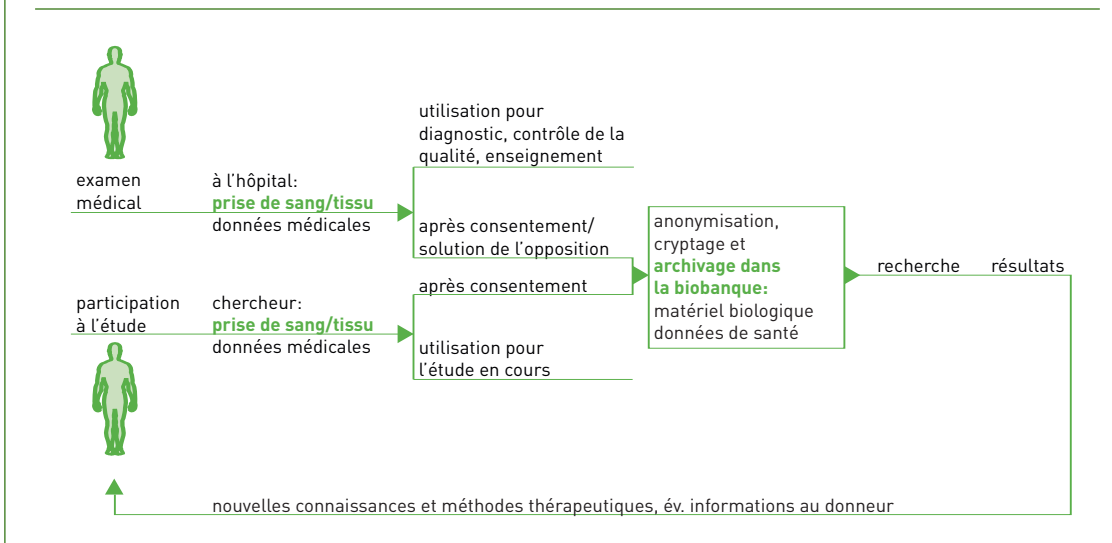 utilisation pour
diagnostic, contrôle de la
qualité, enseignement
examen
médical
à l'hôpital:
prise de sang/tissu
données médicales
après consentement/
solution de l'opposition
anonymisation,
cryptage et
archivage dans
la biobanque:
matériel biologique
données de santé
recherche
résultats
après consentement
participation
à l'étude
chercheur:
prise de sang/tissu
données médicales
utilisation pour
l'étude en cours
nouvelles connaissances et méthodes thérapeutiques, év. informations au donneur